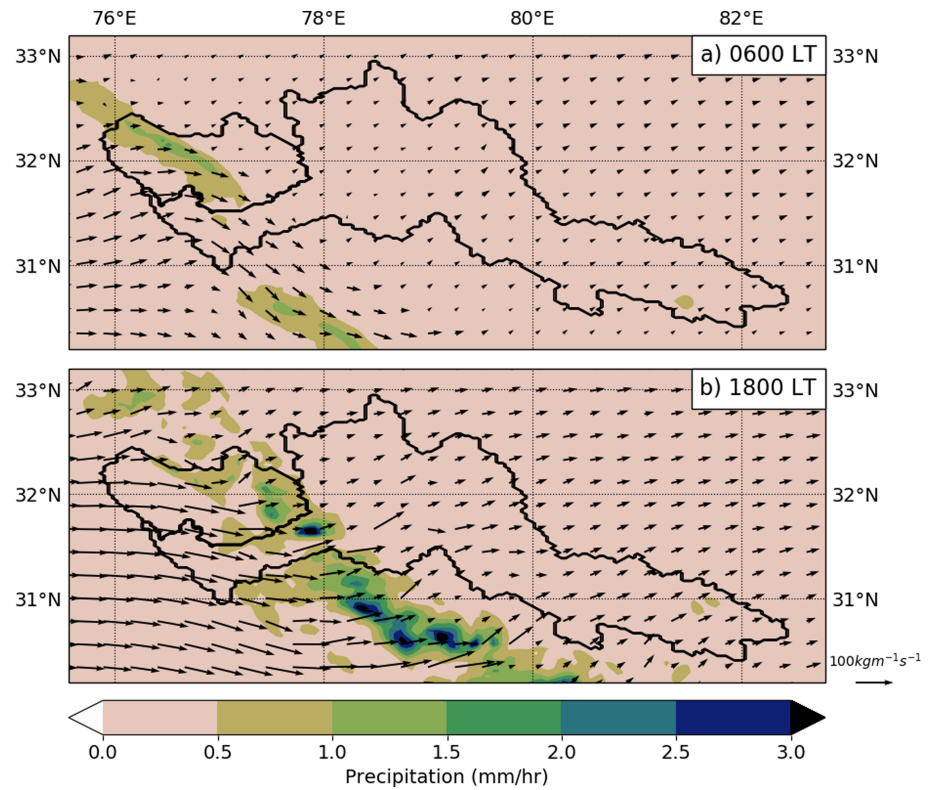 76°E 78°E 80°E 82°E
33°N a) 0600 LT 33°N
32°N 32°N
31°N 31°N
33°N b) 1800 LT 33°N
32°N 32°N
31°N 31°N
100kgm⁻¹s⁻¹
0.0 0.5 1.0 1.5 2.0 2.5 3.0
Precipitation (mm/hr)